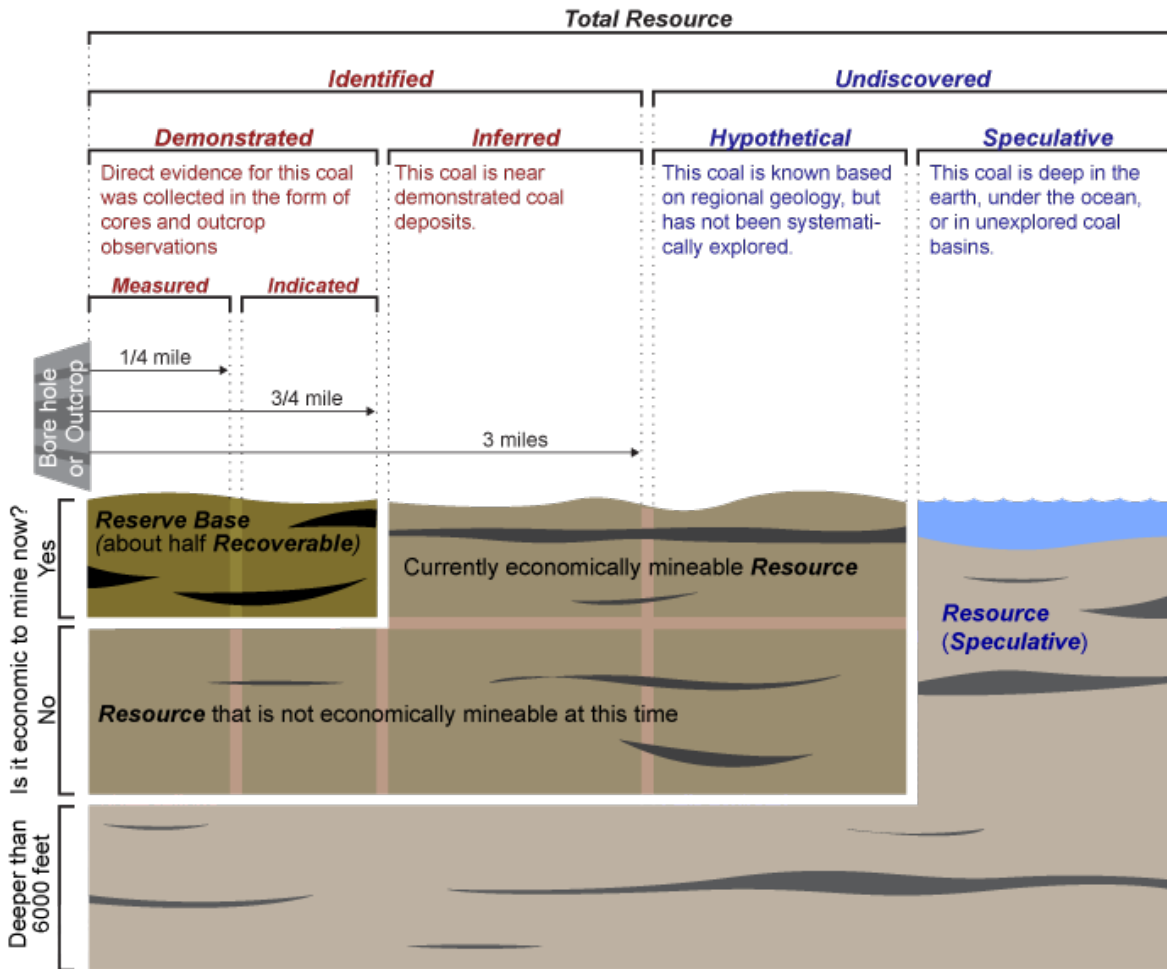 Total Resource
Identified
Undiscovered
Demonstrated
Inferred
Hypothetical
Speculative
Direct evidence for this coal
was collected in the form of
cores and outcrop
observations
This coal is near
demonstrated coal
deposits.
This coal is known based
on regional geology, but
has not been systemati-
cally explored.
This coal is deep in the
earth, under the ocean,
or in unexplored coal
basins.
Measured
Indicated
Bore hole
or Outcrop
1/4 mile
3/4 mile
3 miles
Is it economic to mine now?
Yes
Reserve Base
(about half Recoverable)
Currently economically mineable Resource
Resource
(Speculative)
No
Resource that is not economically mineable at this time
Deeper than
6000 feet